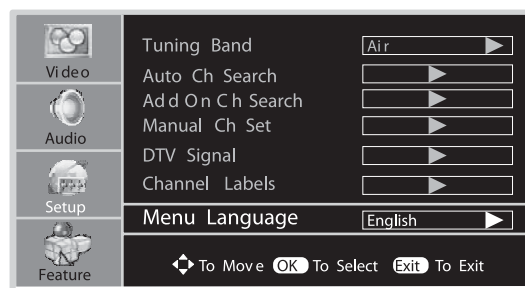 Video
Audio
Setup
Feature
Tuning Band Air
Auto Ch Search
Add On Ch Search
Manual Ch Set
DTV Signal
Channel Labels
Menu Language English
To Move OK To Select Exit To Exit